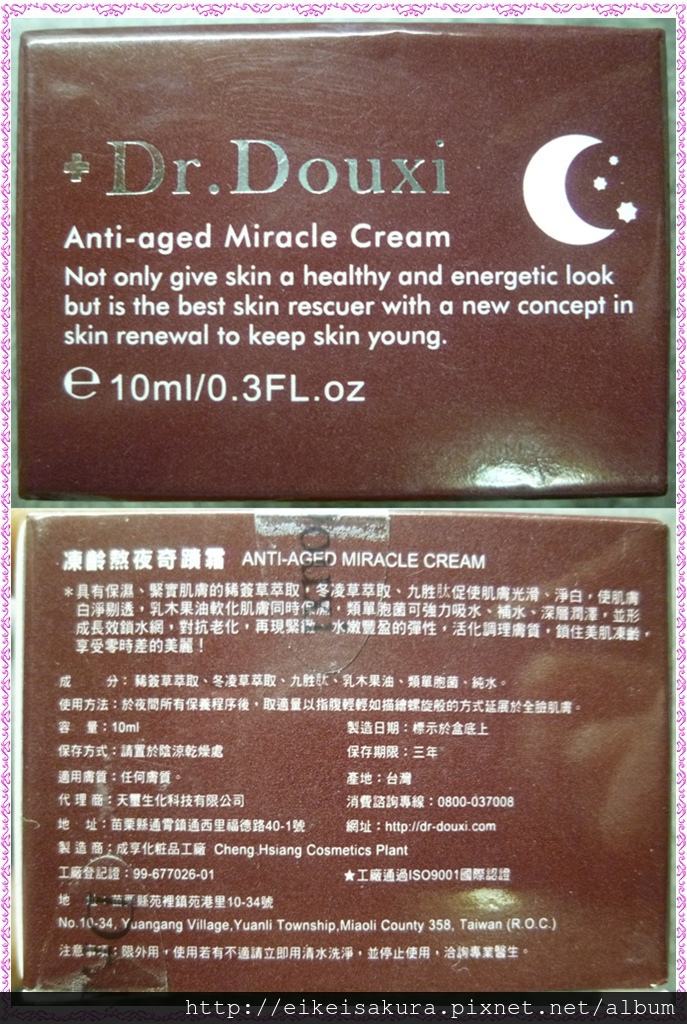 Dr.Douxi
Anti-aged Miracle Cream
Not only give skin a healthy and energetic look
but is the best skin rescuer with a new concept in
skin renewal to keep skin young.
℮ 10ml/0.3FL.oz
凍齡熬夜奇蹟霜 ANTI-AGED MIRACLE CREAM
＊具有保濕、緊實肌膚的豨簽草萃取，冬凌草萃取、九胜肽促使肌膚光滑、淨白，使肌膚
白淨剔透，乳木果油軟化肌膚同時保濕，類單胞菌可強力吸水、補水、深層潤澤，並形
成長效鎖水網，對抗老化，再現緊緻、水嫩豐盈的彈性，活化調理膚質，鎖住美肌凍齡，
享受零時差的美麗！
成 分：豨簽草萃取、冬凌草萃取、九胜肽、乳木果油、類單胞菌、純水。
使用方法：於夜間所有保養程序後，取適量以指腹輕輕如描繪螺旋般的方式延展於全臉肌膚。
容 量：10ml 製造日期：標示於盒底上
保存方式：請置於陰涼乾燥處 保存期限：三年
適用膚質：任何膚質。 產地：台灣
代 理 商：天璽生化科技有限公司 消費諮詢專線：0800-037008
地 址：苗栗縣通霄鎮通西里福德路40-1號 網址：http://dr-douxi.com
製 造 商：成享化粧品工廠 Cheng.Hsiang Cosmetics Plant
工廠登記證：99-677026-01 ★工廠通過ISO9001國際認證
地 址：苗栗縣苑裡鎮苑港里10-34號
No.10-34, Yuangang Village,Yuanli Township,Miaoli County 358, Taiwan (R.O.C.)
注意事項：限外用，使用若有不適請立即用清水洗淨，並停止使用，洽詢專業醫生。
http://eikeisakura.pixnet.net/album